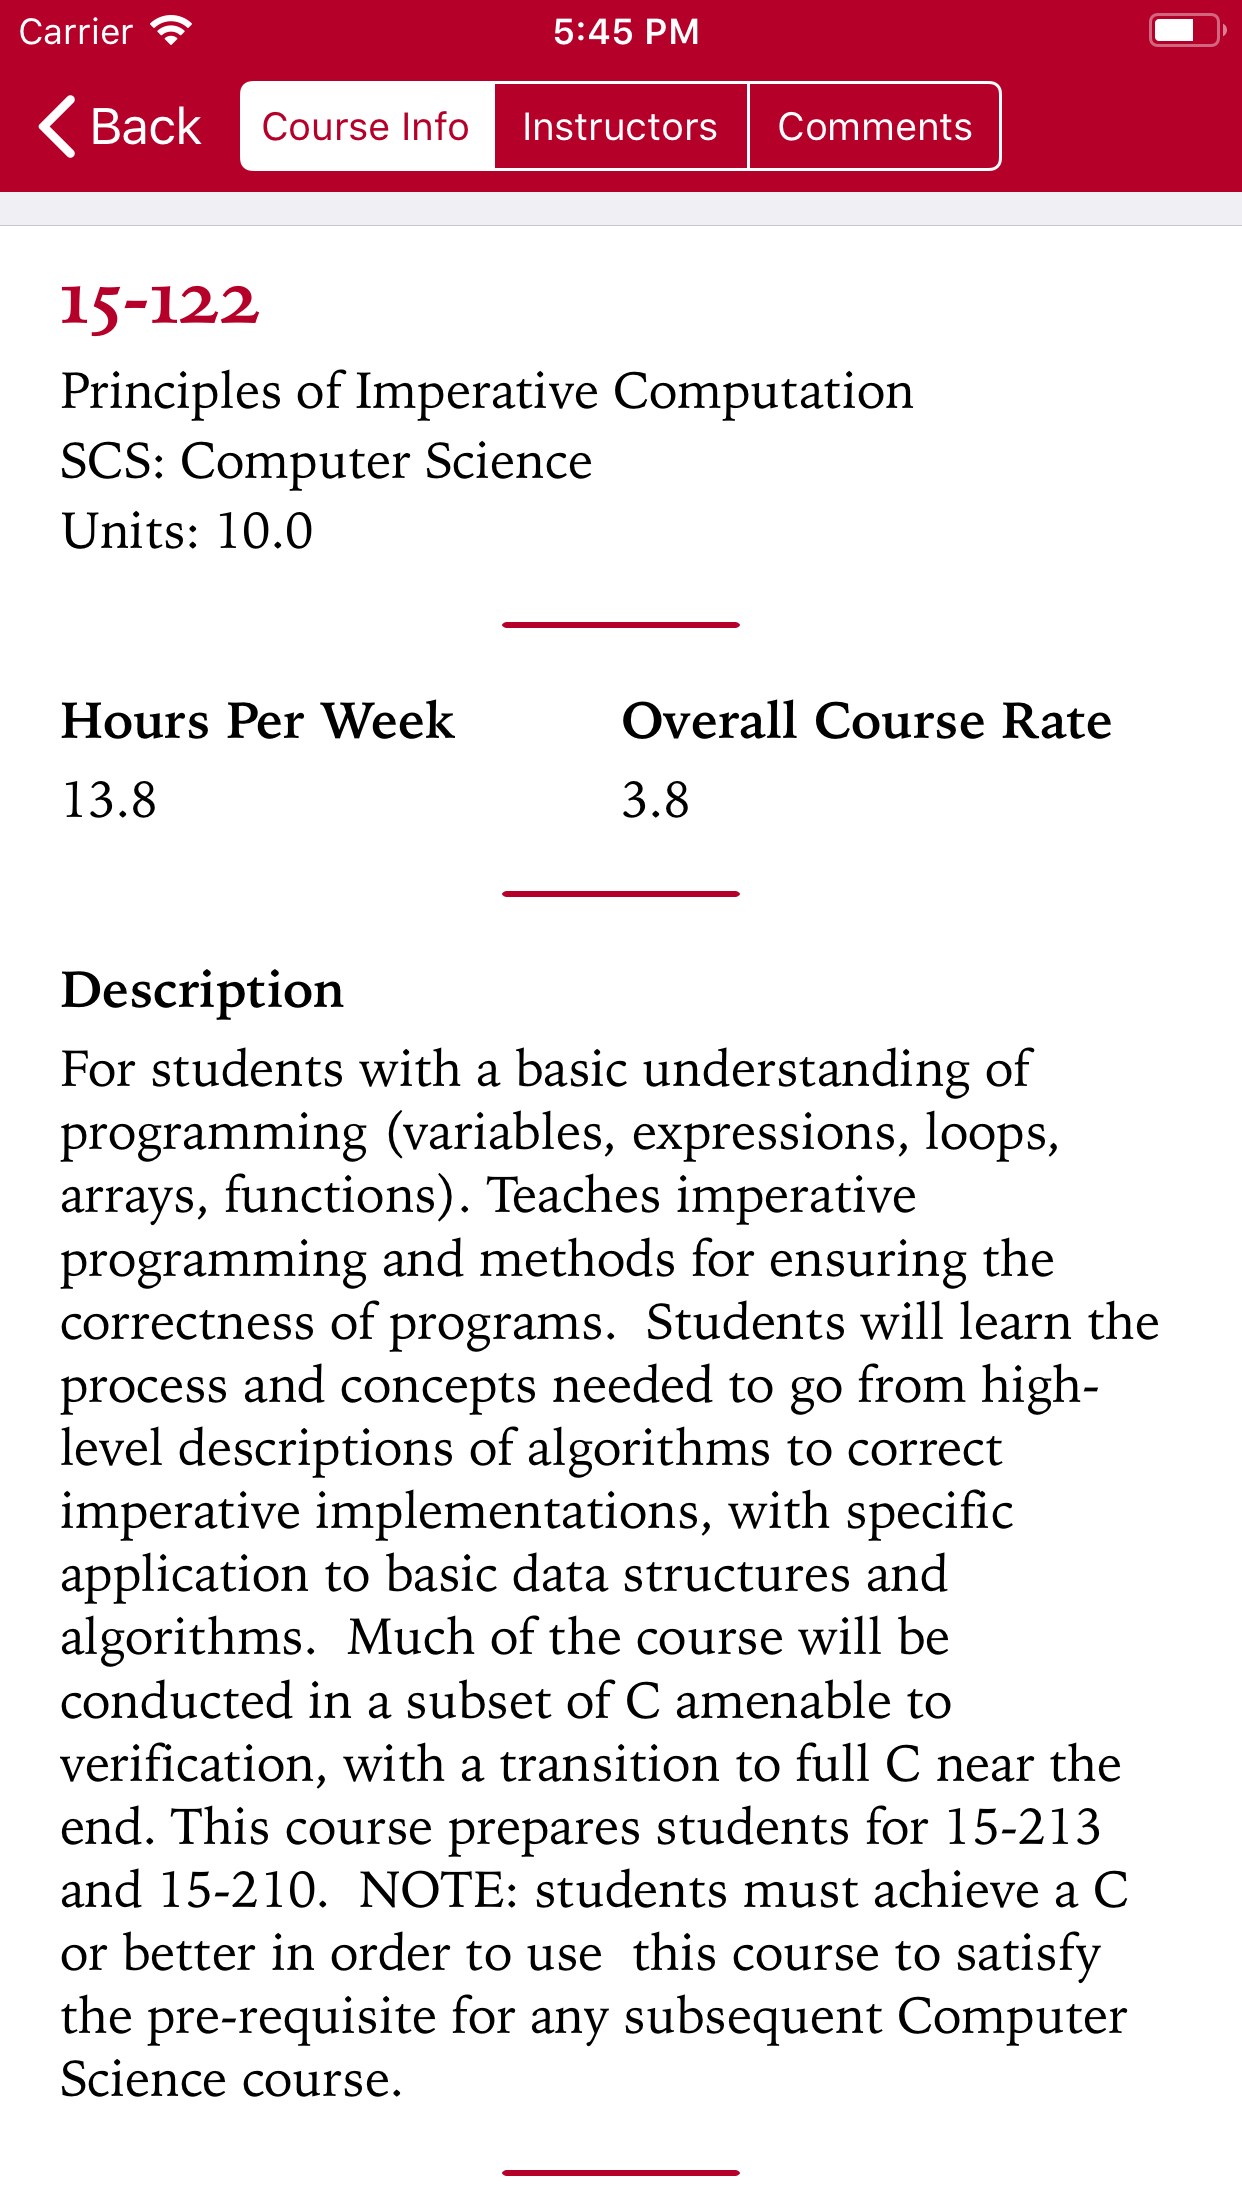 Carrier 5:45 PM
Back Course Info Instructors Comments
15-122
Principles of Imperative Computation
SCS: Computer Science
Units: 10.0
Hours Per Week Overall Course Rate
13.8 3.8
Description
For students with a basic understanding of
programming (variables, expressions, loops,
arrays, functions). Teaches imperative
programming and methods for ensuring the
correctness of programs.  Students will learn the
process and concepts needed to go from high-
level descriptions of algorithms to correct
imperative implementations, with specific
application to basic data structures and
algorithms.  Much of the course will be
conducted in a subset of C amenable to
verification, with a transition to full C near the
end. This course prepares students for 15-213
and 15-210.  NOTE: students must achieve a C
or better in order to use  this course to satisfy
the pre-requisite for any subsequent Computer
Science course.